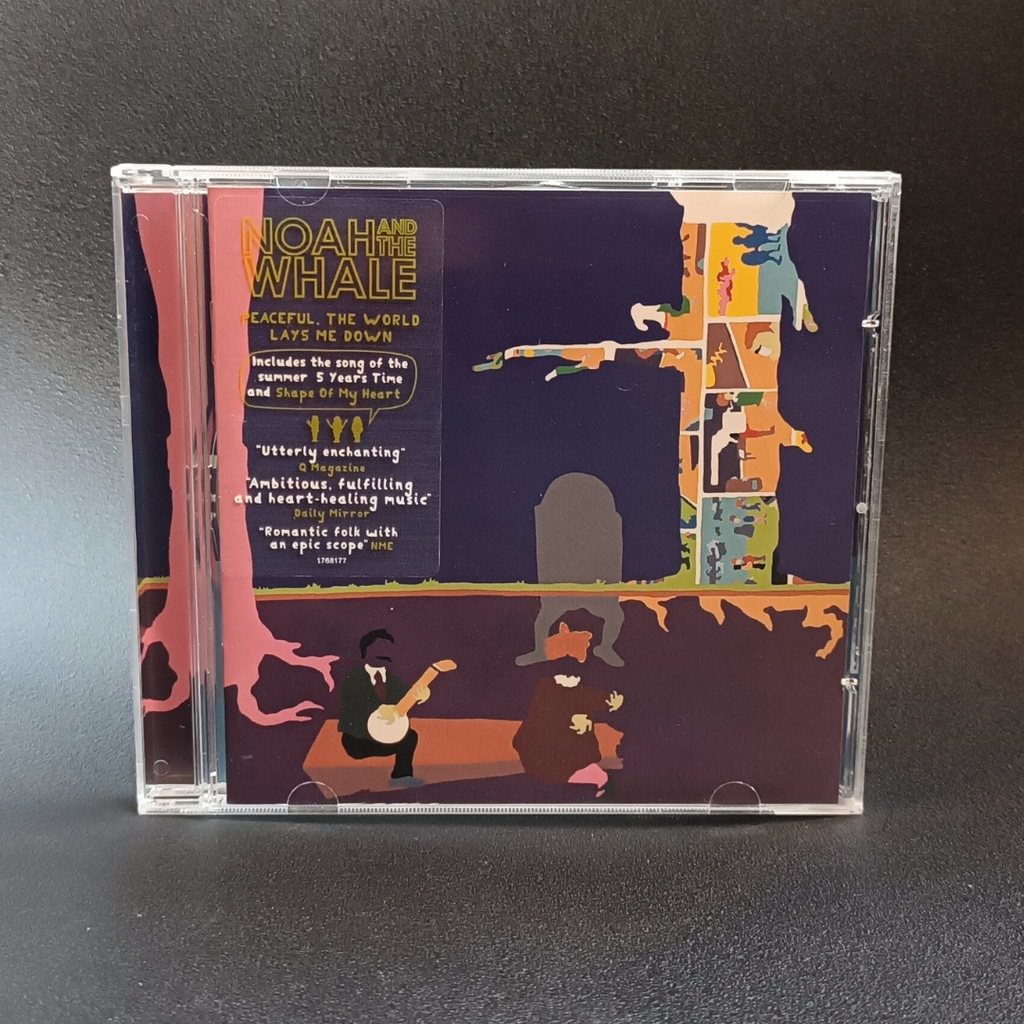 NOAH AND THE
WHALE
PEACEFUL, THE WORLD
LAYS ME DOWN
Includes the song of the
summer 5 Years Time
and Shape Of My Heart
"Utterly enchanting"
Q Magazine
"Ambitious, fulfilling
and heart-healing music"
Daily Mirror
"Romantic folk with
an epic scope" NME
1768177